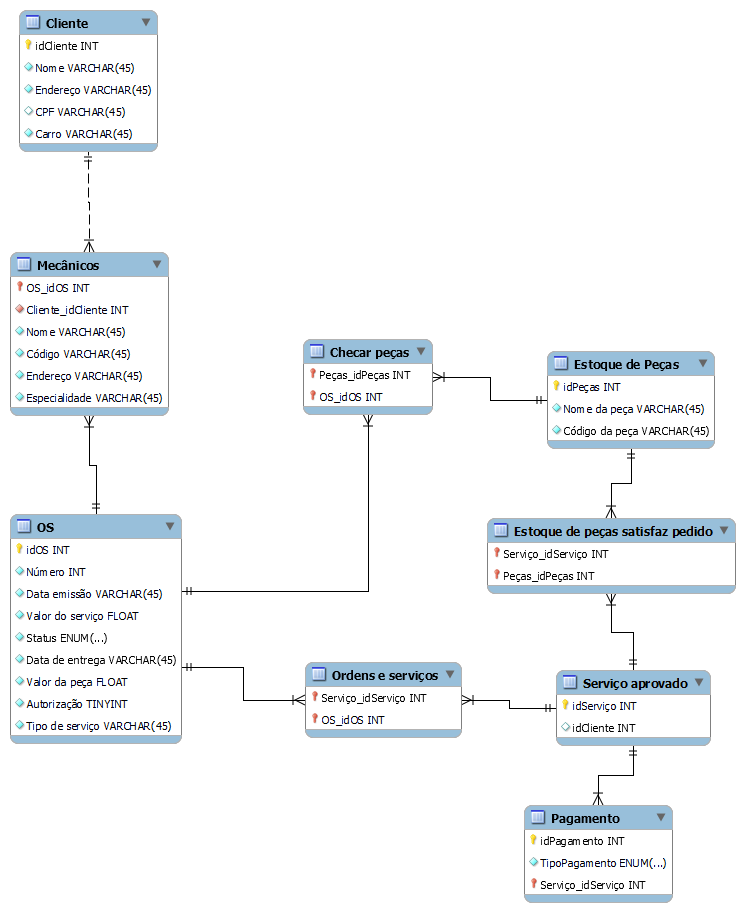 Cliente
idCliente INT
Nome VARCHAR(45)
Endereço VARCHAR(45)
CPF VARCHAR(45)
Carro VARCHAR(45)
Mecânicos
OS_idOS INT
Cliente_idCliente INT
Nome VARCHAR(45)
Código VARCHAR(45)
Endereço VARCHAR(45)
Especialidade VARCHAR(45)
Checar peças
Peças_idPeças INT
OS_idOS INT
Estoque de Peças
idPeças INT
Nome da peça VARCHAR(45)
Código da peça VARCHAR(45)
OS
idOS INT
Número INT
Data emissão VARCHAR(45)
Valor do serviço FLOAT
Status ENUM(...)
Data de entrega VARCHAR(45)
Valor da peça FLOAT
Autorização TINYINT
Tipo de serviço VARCHAR(45)
Estoque de peças satisfaz pedido
Serviço_idServiço INT
Peças_idPeças INT
Ordens e serviços
Serviço_idServiço INT
OS_idOS INT
Serviço aprovado
idServiço INT
idCliente INT
Pagamento
idPagamento INT
TipoPagamento ENUM(...)
Serviço_idServiço INT